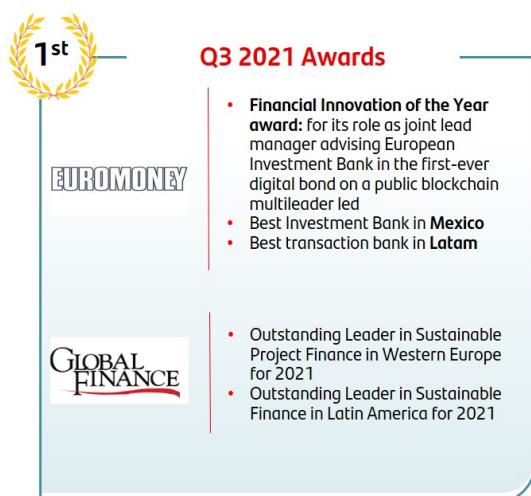 1st
Q3 2021 Awards
EUROMONEY
• Financial Innovation of the Year
award: for its role as joint lead
manager advising European
Investment Bank in the first-ever
digital bond on a public blockchain
multileader led
• Best Investment Bank in Mexico
• Best transaction bank in Latam
GLOBAL
FINANCE
• Outstanding Leader in Sustainable
Project Finance in Western Europe
for 2021
• Outstanding Leader in Sustainable
Finance in Latin America for 2021